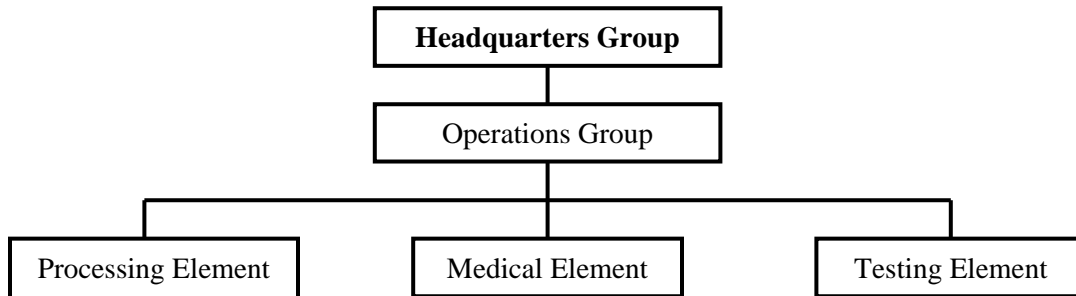 Headquarters Group
Operations Group
Processing Element
Medical Element
Testing Element